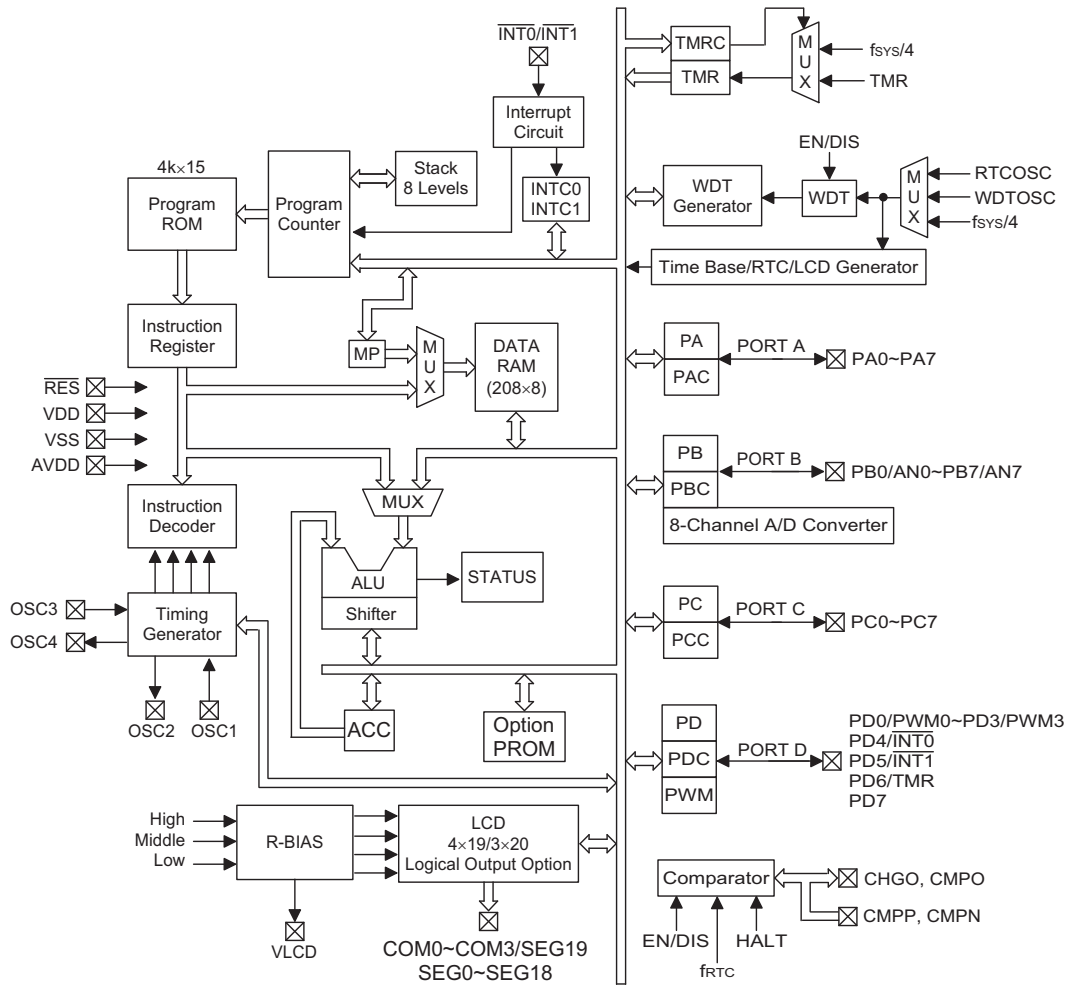 INT0/INT1
TMRC
TMR
MUX
fSYS/4
TMR
Interrupt
Circuit
EN/DIS
4k×15
Program
ROM
Program
Counter
Stack
8 Levels
INTC0
INTC1
WDT
Generator
WDT
MUX
RTCOSC
WDTOSC
fSYS/4
Time Base/RTC/LCD Generator
Instruction
Register
MP
MUX
DATA
RAM
(208×8)
PA
PAC
PORT A
PA0~PA7
RES
VDD
VSS
AVDD
PB
PBC
PORT B
PB0/AN0~PB7/AN7
8-Channel A/D Converter
Instruction
Decoder
MUX
ALU
Shifter
STATUS
OSC3
OSC4
Timing
Generator
OSC2
OSC1
PC
PCC
PORT C
PC0~PC7
ACC
Option
PROM
PD
PDC
PWM
PORT D
PD0/PWM0~PD3/PWM3
PD4/INT0
PD5/INT1
PD6/TMR
PD7
High
Middle
Low
R-BIAS
VLCD
LCD
4×19/3×20
Logical Output Option
COM0~COM3/SEG19
SEG0~SEG18
Comparator
CHGO, CMPO
CMPP, CMPN
EN/DIS
fRTC
HALT